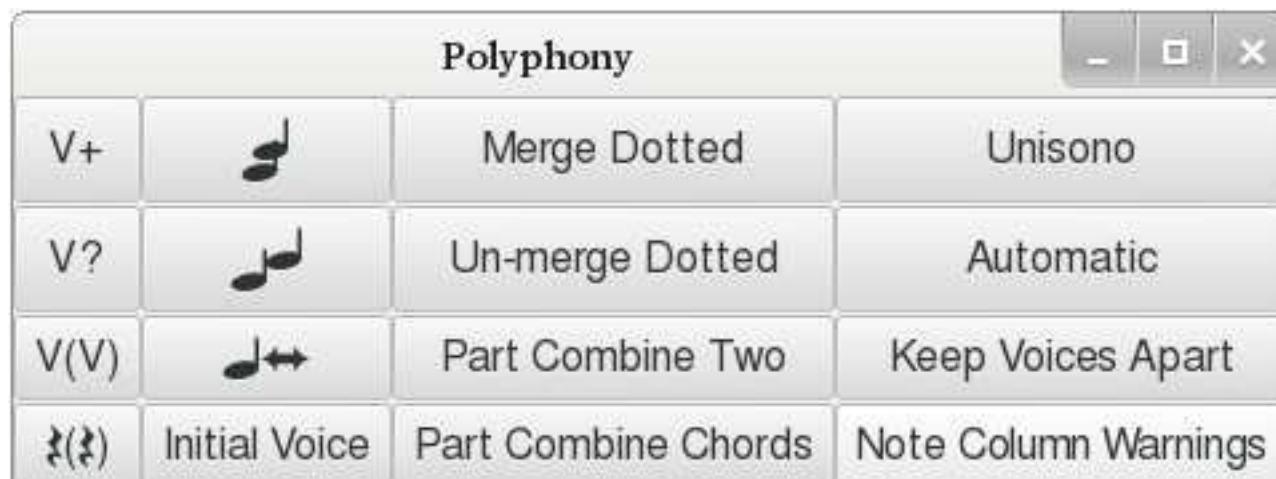 Polyphony
V+ Merge Dotted Unisono
V? Un-merge Dotted Automatic
V(V) Part Combine Two Keep Voices Apart
𝄽(𝄽) Initial Voice Part Combine Chords Note Column Warnings